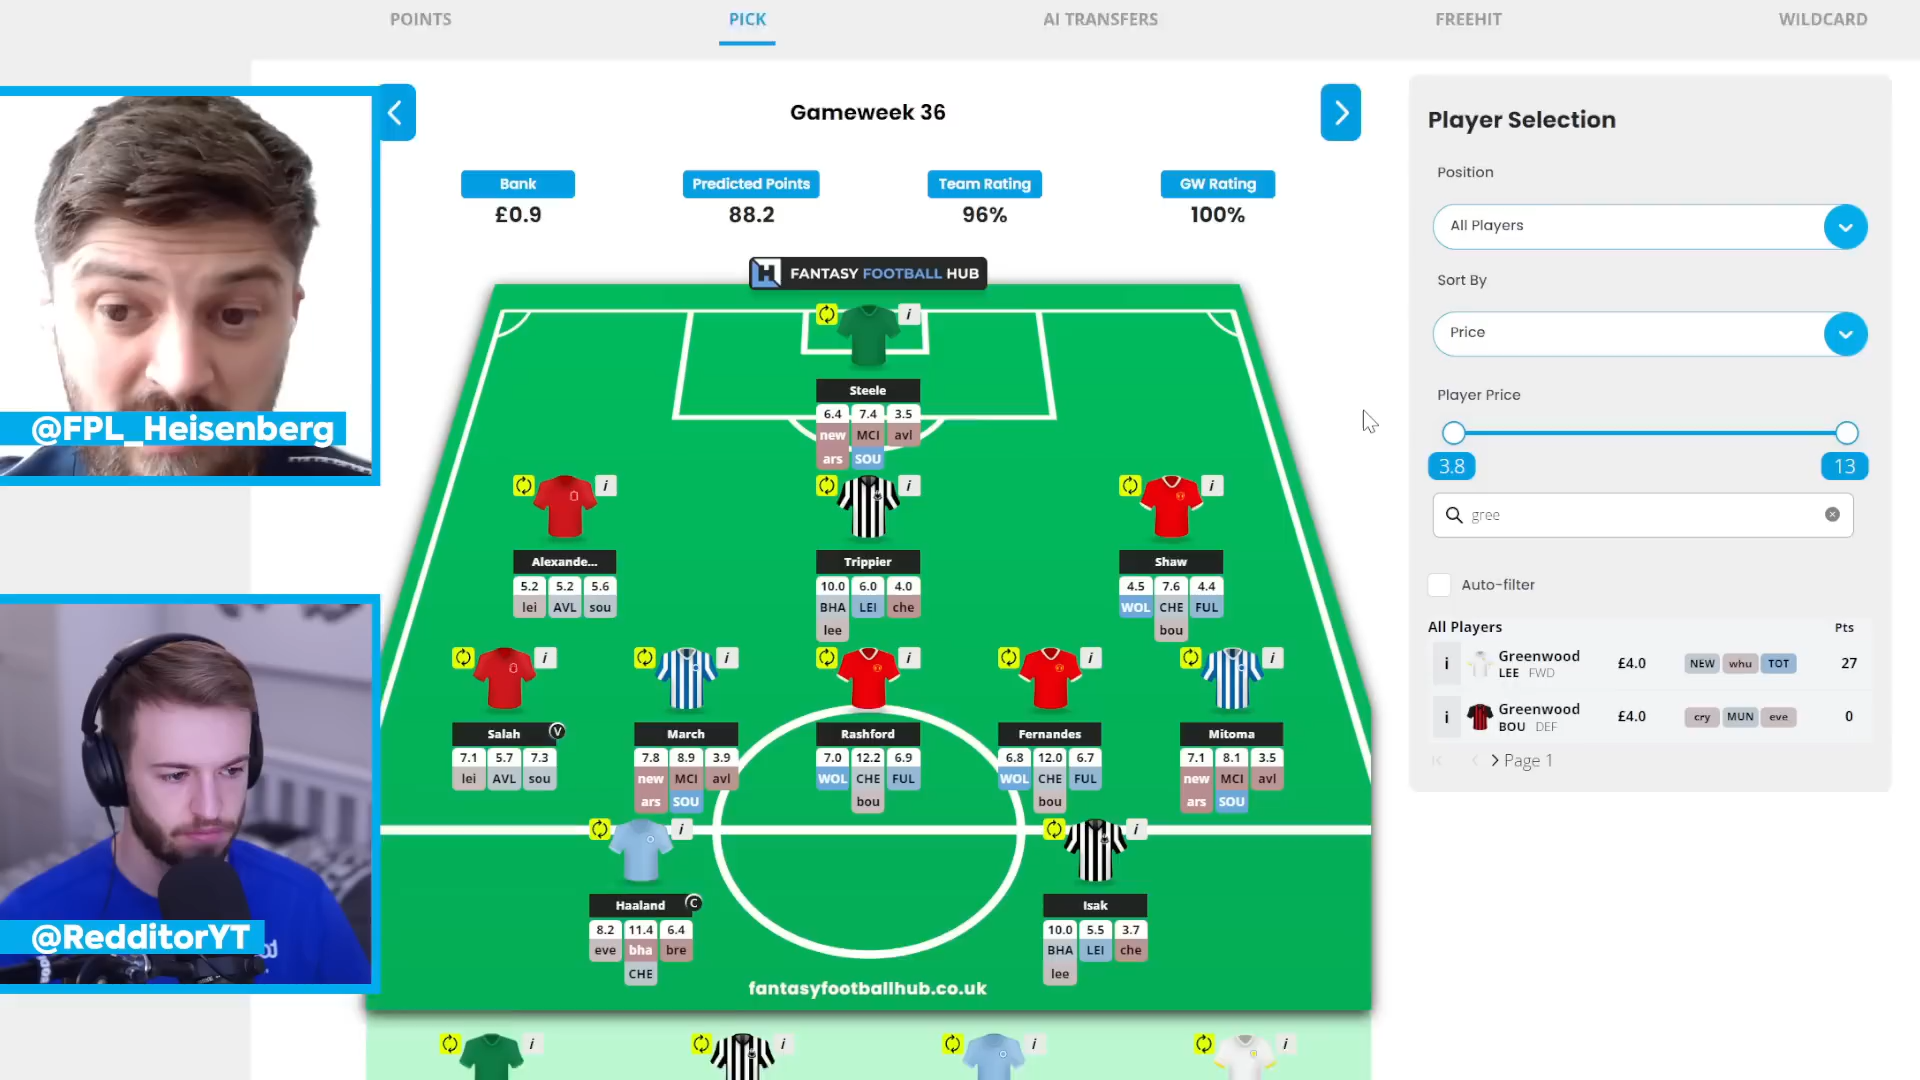 POINTS
PICK
AI TRANSFERS
FREEHIT
WILDCARD
Gameweek 36
Bank
Predicted Points
Team Rating
GW Rating
£0.9
88.2
96%
100%
FANTASY FOOTBALL HUB
Steele
6.4 7.4 3.5
new MCI avl
ars SOU
Alexande...
5.2 5.2 5.6
lei AVL sou
Trippier
10.0 6.0 4.0
BHA LEI che
lee
Shaw
4.5 7.6 4.4
WOL CHE FUL
bou
Salah V
7.1 5.7 7.3
lei AVL sou
March
7.8 8.9 3.9
new MCI avl
ars SOU
Rashford
7.0 12.2 6.9
WOL CHE FUL
bou
Fernandes
6.8 12.0 6.7
WOL CHE FUL
bou
Mitoma
7.1 8.1 3.5
new MCI avl
ars SOU
Haaland C
8.2 11.4 6.4
eve bha bre
CHE
Isak
10.0 5.5 3.7
BHA LEI che
lee
fantasyfootballhub.co.uk
Player Selection
Position
All Players
Sort By
Price
Player Price
3.8 13
gree
Auto-filter
All Players Pts
i Greenwood £4.0 NEW whu TOT 27
LEE FWD
i Greenwood £4.0 cry MUN eve 0
BOU DEF
Page 1
@FPL_Heisenberg
@RedditorYT